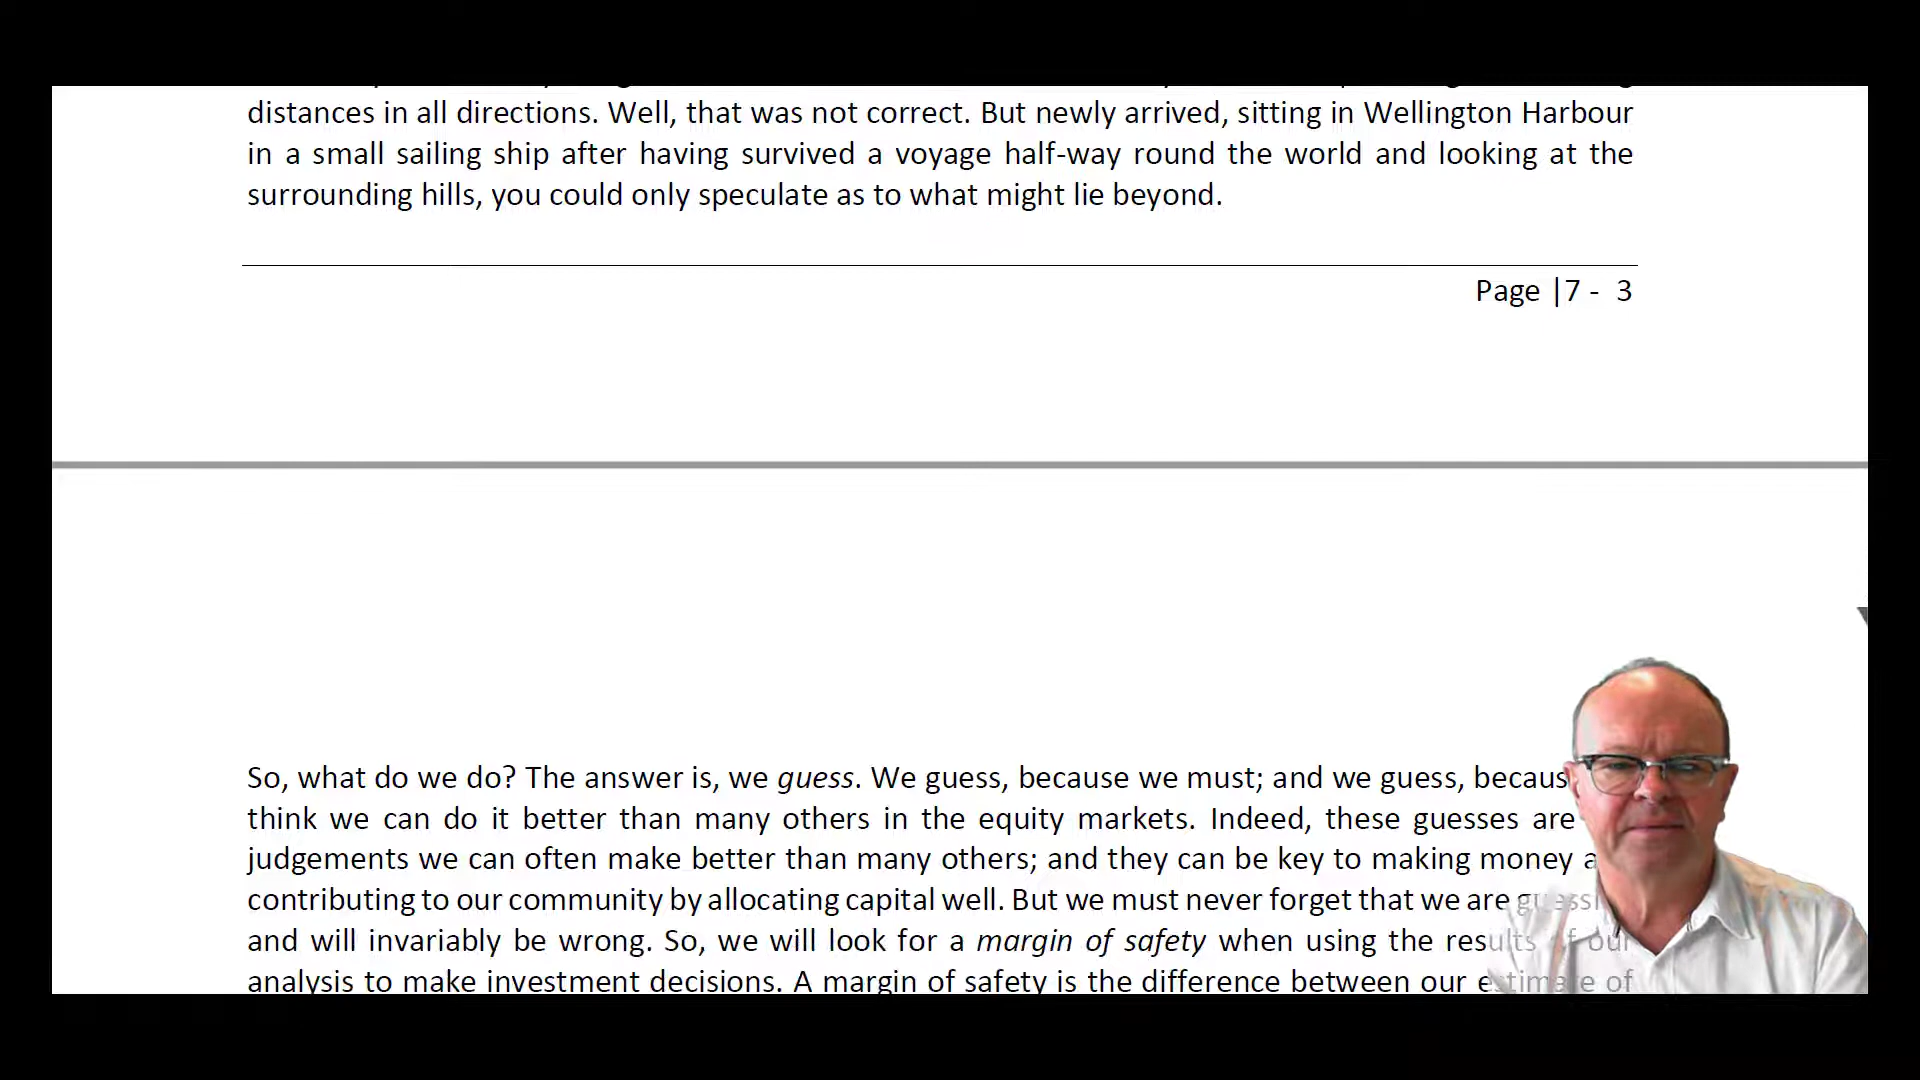 distances in all directions. Well, that was not correct. But newly arrived, sitting in Wellington Harbour
in a small sailing ship after having survived a voyage half-way round the world and looking at the
surrounding hills, you could only speculate as to what might lie beyond.
Page |7 - 3
So, what do we do? The answer is, we guess. We guess, because we must; and we guess,
think we can do it better than many others in the equity markets. Indeed, these guesses are
judgements we can often make better than many others; and they can be key to making money
contributing to our community by allocating capital well. But we must never forget that we are
and will invariably be wrong. So, we will look for a margin of safety when using the results of our
analysis to make investment decisions. A margin of safety is the difference between our estimate of